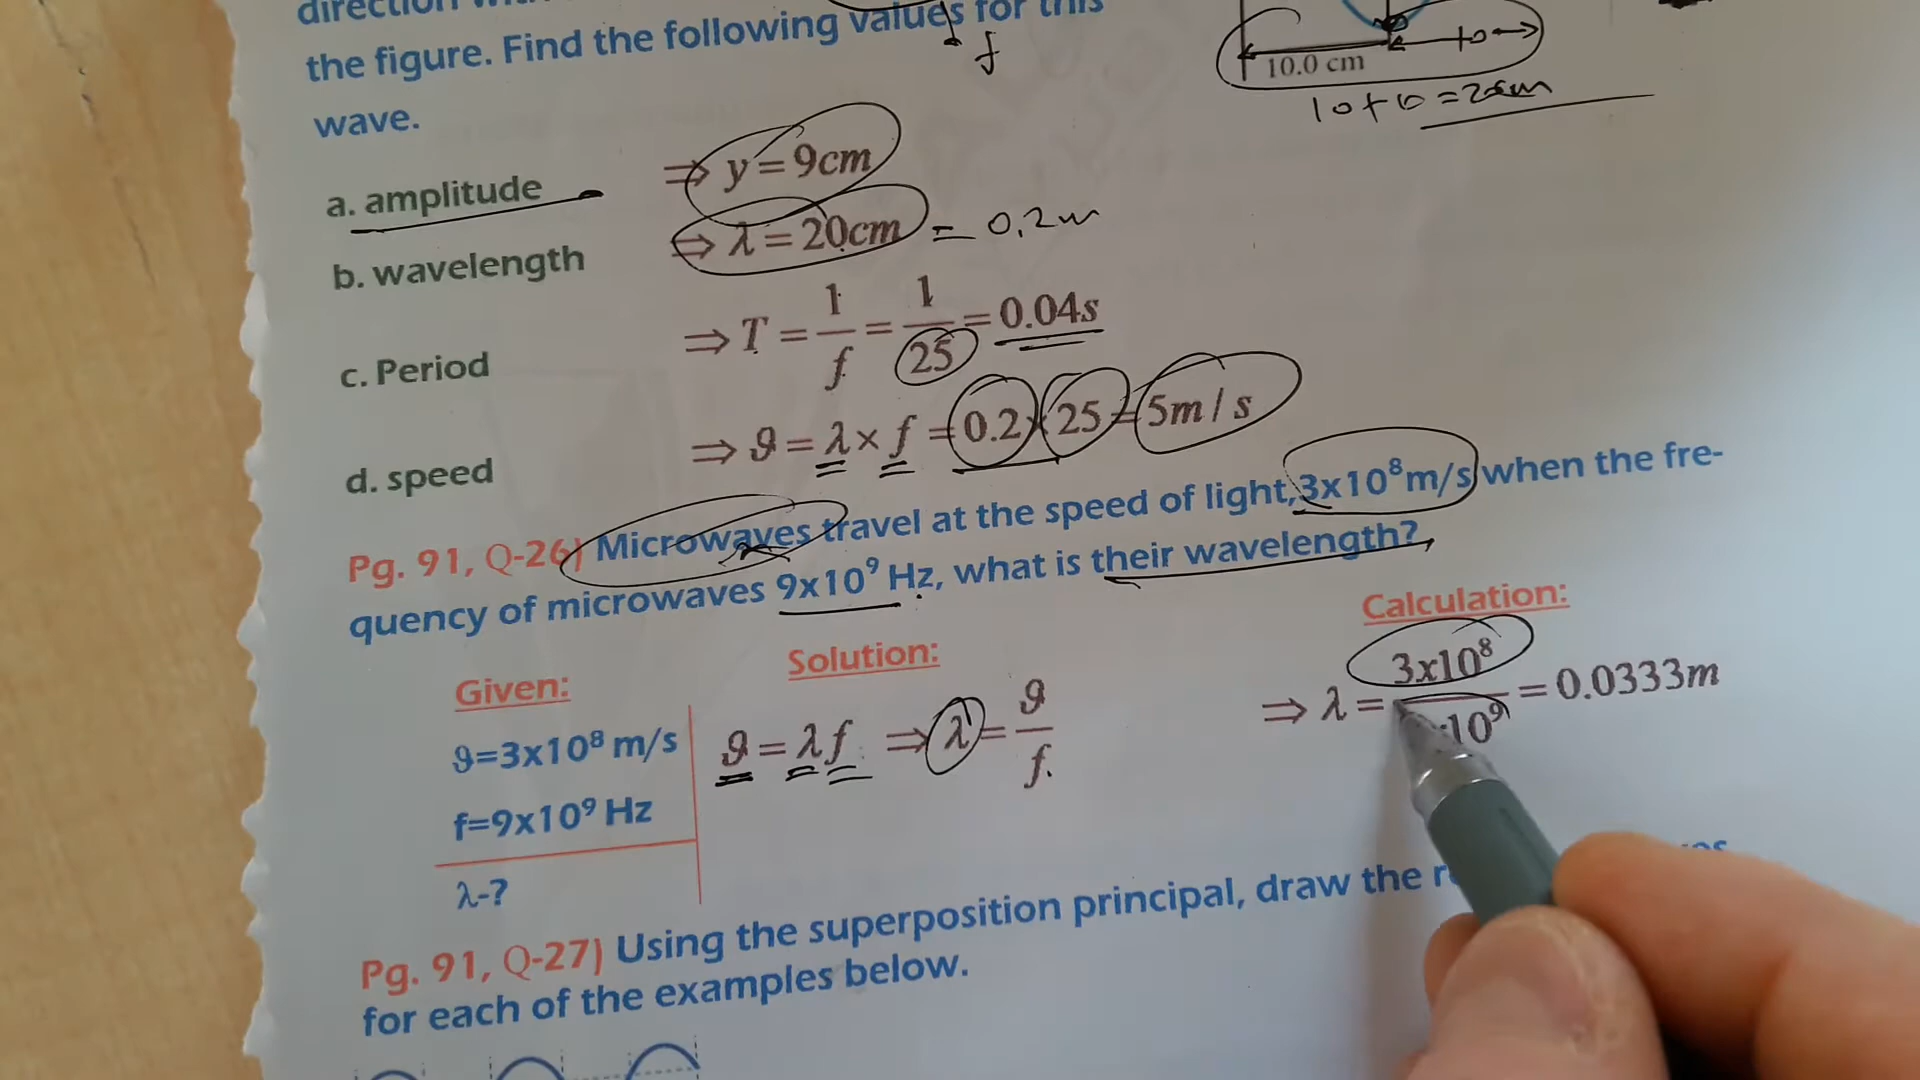 the figure. Find the following values for this
f
wave.
10.0 cm
10
a. amplitude ⇒ y = 9cm
b. wavelength ⇒ λ = 20cm = 0,2m
c. Period ⇒ T = 1/f = 1/25 = 0.04s
d. speed ⇒ ϑ = λ × f = 0.2 × 25 = 5m / s
Pg. 91, Q-26) Microwaves travel at the speed of light, 3x10⁸m/s when the fre-
quency of microwaves 9x10⁹ Hz, what is their wavelength?
Given:
ϑ=3x10⁸ m/s
f=9x10⁹ Hz
λ-?
Solution:
ϑ = λf ⇒ λ = ϑ/f
Calculation:
⇒ λ = 3x10⁸/ 10⁹ = 0.0333m
Pg. 91, Q-27) Using the superposition principal, draw the
for each of the examples below.